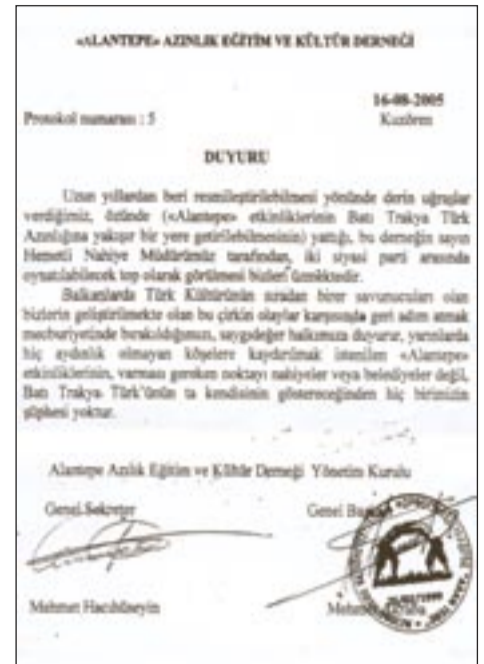 «ALANTEPE» AZINLIK EĞİTİM VE KÜLTÜR DERNEĞİ
16-08-2005
Protokol numarası : 5
Kızören
DUYURU
Uzun yıllardan beri resmileştirilebilmesi yönünde derin uğraşlar
verdiğimiz, özünde («Alantepe» etkinliklerinin Batı Trakya Türk
Azınlığına yakışır bir yere getirilebilmesinin) yattığı, bu derneğin sayın
Hemetli Nahiye Müdürümüz tarafından, iki siyasi parti arasında
oynatılabilecek top olarak görülmesi bizleri üzmektedir.
Balkanlarda Türk Kültürünün sıradan birer savunucuları olan
bizlerin geliştirilmekte olan bu çirkini olaylar karşısında geri adım atmak
mecburiyetinde bırakıldığımızı, saygıdeğer halkımıza duyurur, yarınlarda
hiç aydınlık olmayan köşelere kaydırılmak istenilen «Alantepe»
etkinliklerinin, varması gereken noktayı nahiyeler veya belediyeler değil,
Batı Trakya Türk'ünün ta kendisinin göstereceğinden hiç birimizin
şüphesi yoktur.
Alantepe Azılık Eğitim ve Kültür Derneği Yönetim Kurulu
Genel Sekreter
Genel Başkan
Mehmet Hacıhüseyin
Mehmet